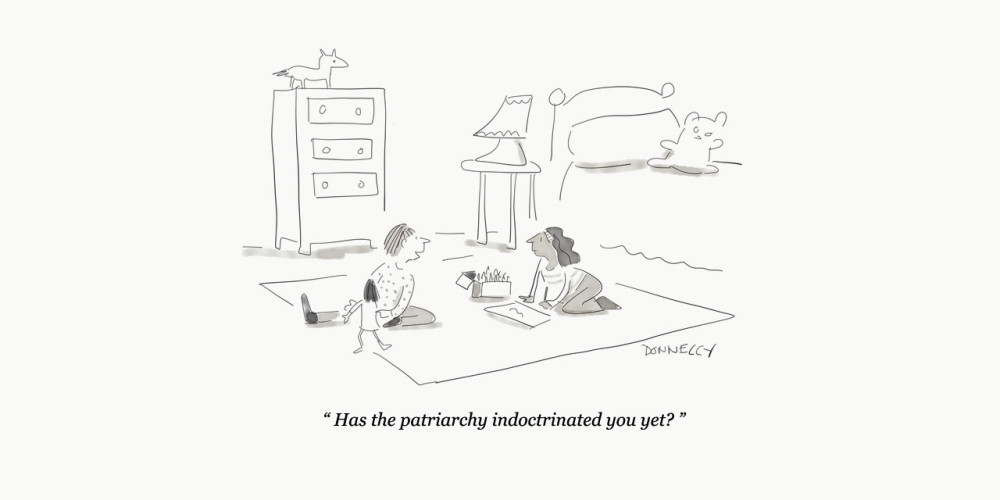 DONNELLY
“ Has the patriarchy indoctrinated you yet? ”